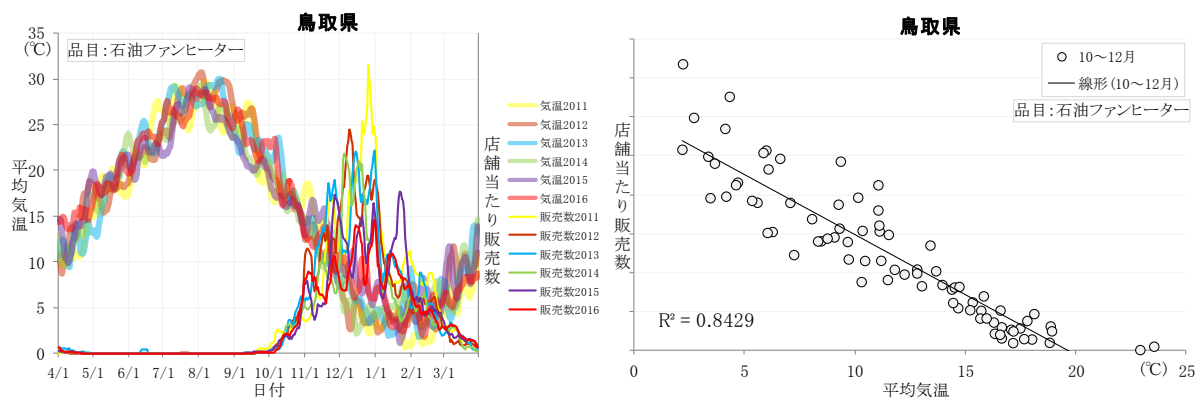 鳥取県
35
(℃)
品目:石油ファンヒーター
30
25
20
15
10
5
0
平均気温
4/1 5/1 6/1 7/1 8/1 9/1 10/1 11/1 12/1 1/1 2/1 3/1
日付
店舗当たり販売数
気温2011
気温2012
気温2013
気温2014
気温2015
気温2016
販売数2011
販売数2012
販売数2013
販売数2014
販売数2015
販売数2016
鳥取県
10～12月
線形(10～12月)
品目:石油ファンヒーター
店舗当たり販売数
R² = 0.8429
0 5 10 15 20 25
(℃)
平均気温